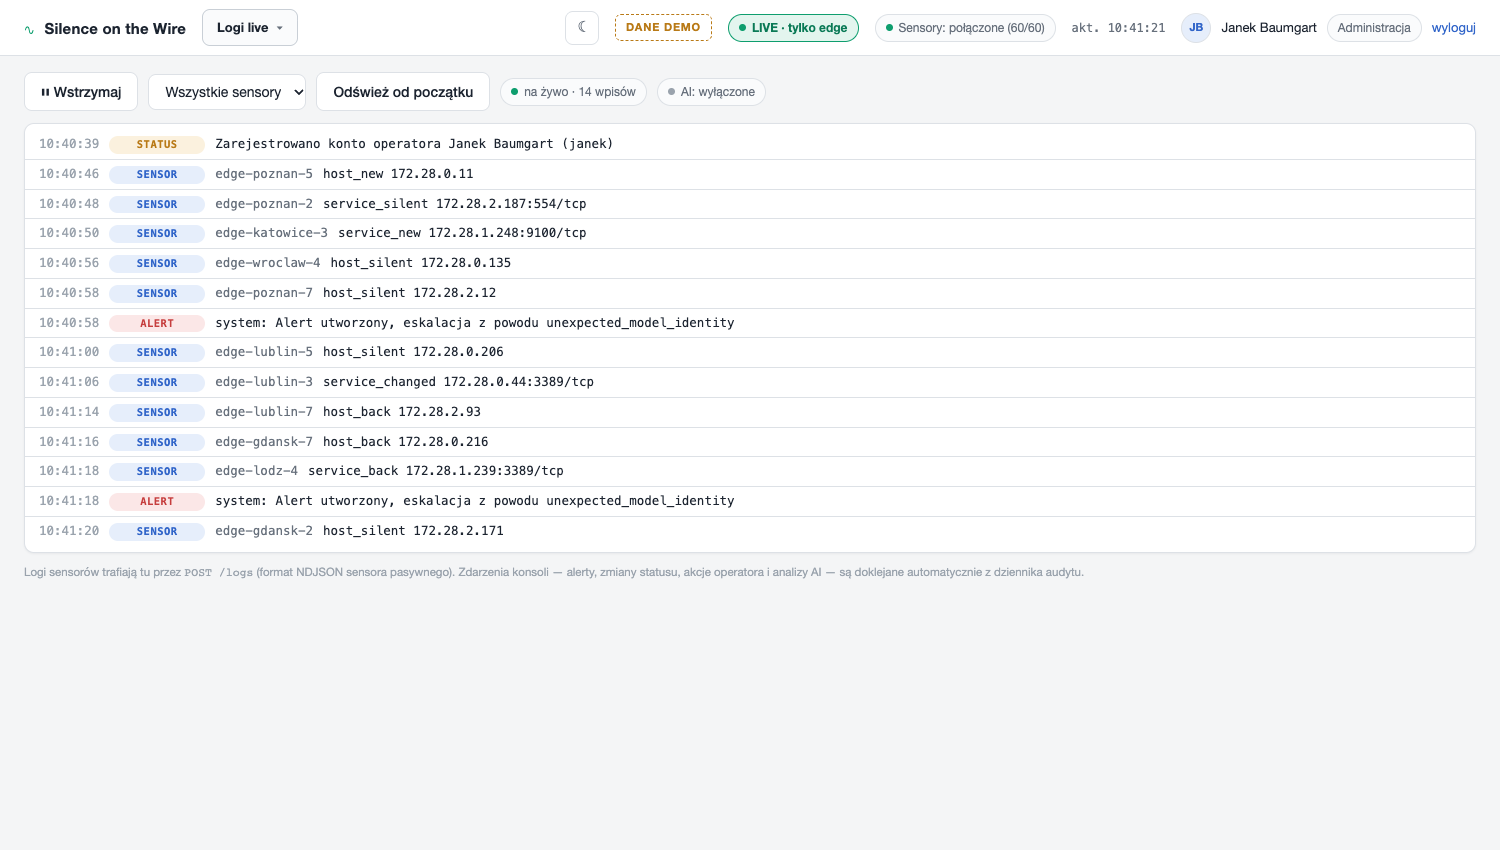 Silence on the Wire Logi live DANE DEMO LIVE · tylko edge Sensory: połączone (60/60) akt. 10:41:21 JB Janek Baumgart Administracja wyloguj
Wstrzymaj Wszystkie sensory Odśwież od początku na żywo · 14 wpisów AI: wyłączone
10:40:39 STATUS Zarejestrowano konto operatora Janek Baumgart (janek)
10:40:46 SENSOR edge-poznan-5 host_new 172.28.0.11
10:40:48 SENSOR edge-poznan-2 service_silent 172.28.2.187:554/tcp
10:40:50 SENSOR edge-katowice-3 service_new 172.28.1.248:9100/tcp
10:40:56 SENSOR edge-wroclaw-4 host_silent 172.28.0.135
10:40:58 SENSOR edge-poznan-7 host_silent 172.28.2.12
10:40:58 ALERT system: Alert utworzony, eskalacja z powodu unexpected_model_identity
10:41:00 SENSOR edge-lublin-5 host_silent 172.28.0.206
10:41:06 SENSOR edge-lublin-3 service_changed 172.28.0.44:3389/tcp
10:41:14 SENSOR edge-lublin-7 host_back 172.28.2.93
10:41:16 SENSOR edge-gdansk-7 host_back 172.28.0.216
10:41:18 SENSOR edge-lodz-4 service_back 172.28.1.239:3389/tcp
10:41:18 ALERT system: Alert utworzony, eskalacja z powodu unexpected_model_identity
10:41:20 SENSOR edge-gdansk-2 host_silent 172.28.2.171
Logi sensorów trafiają tu przez POST /logs (format NDJSON sensora pasywnego). Zdarzenia konsoli — alerty, zmiany statusu, akcje operatora i analizy AI — są doklejane automatycznie z dziennika audytu.